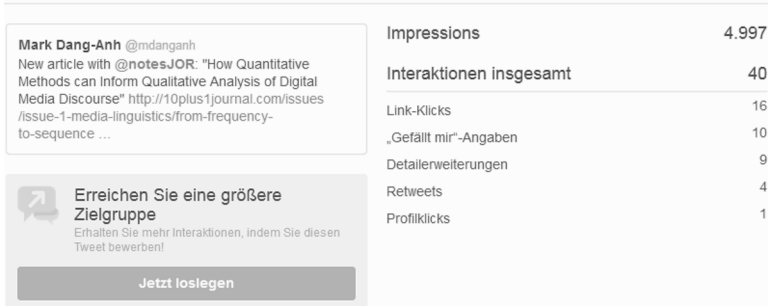 Mark Dang-Anh @mdanganh
New article with @notesJOR: "How Quantitative
Methods can Inform Qualitative Analysis of Digital
Media Discourse" http://10plus1journal.com/issues
/issue-1-media-linguistics/from-frequency-
to-sequence …
Erreichen Sie eine größere
Zielgruppe
Erhalten Sie mehr Interaktionen, indem Sie diesen
Tweet bewerben!
Jetzt loslegen
Impressions 4.997
Interaktionen insgesamt 40
Link-Klicks 16
„Gefällt mir“-Angaben 10
Detailerweiterungen 9
Retweets 4
Profilklicks 1